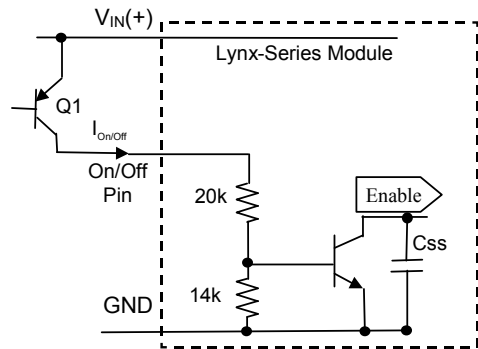 VIN(+)
Lynx-Series Module
Q1
IOn/Off
On/Off
Pin
20k
Enable
Css
14k
GND